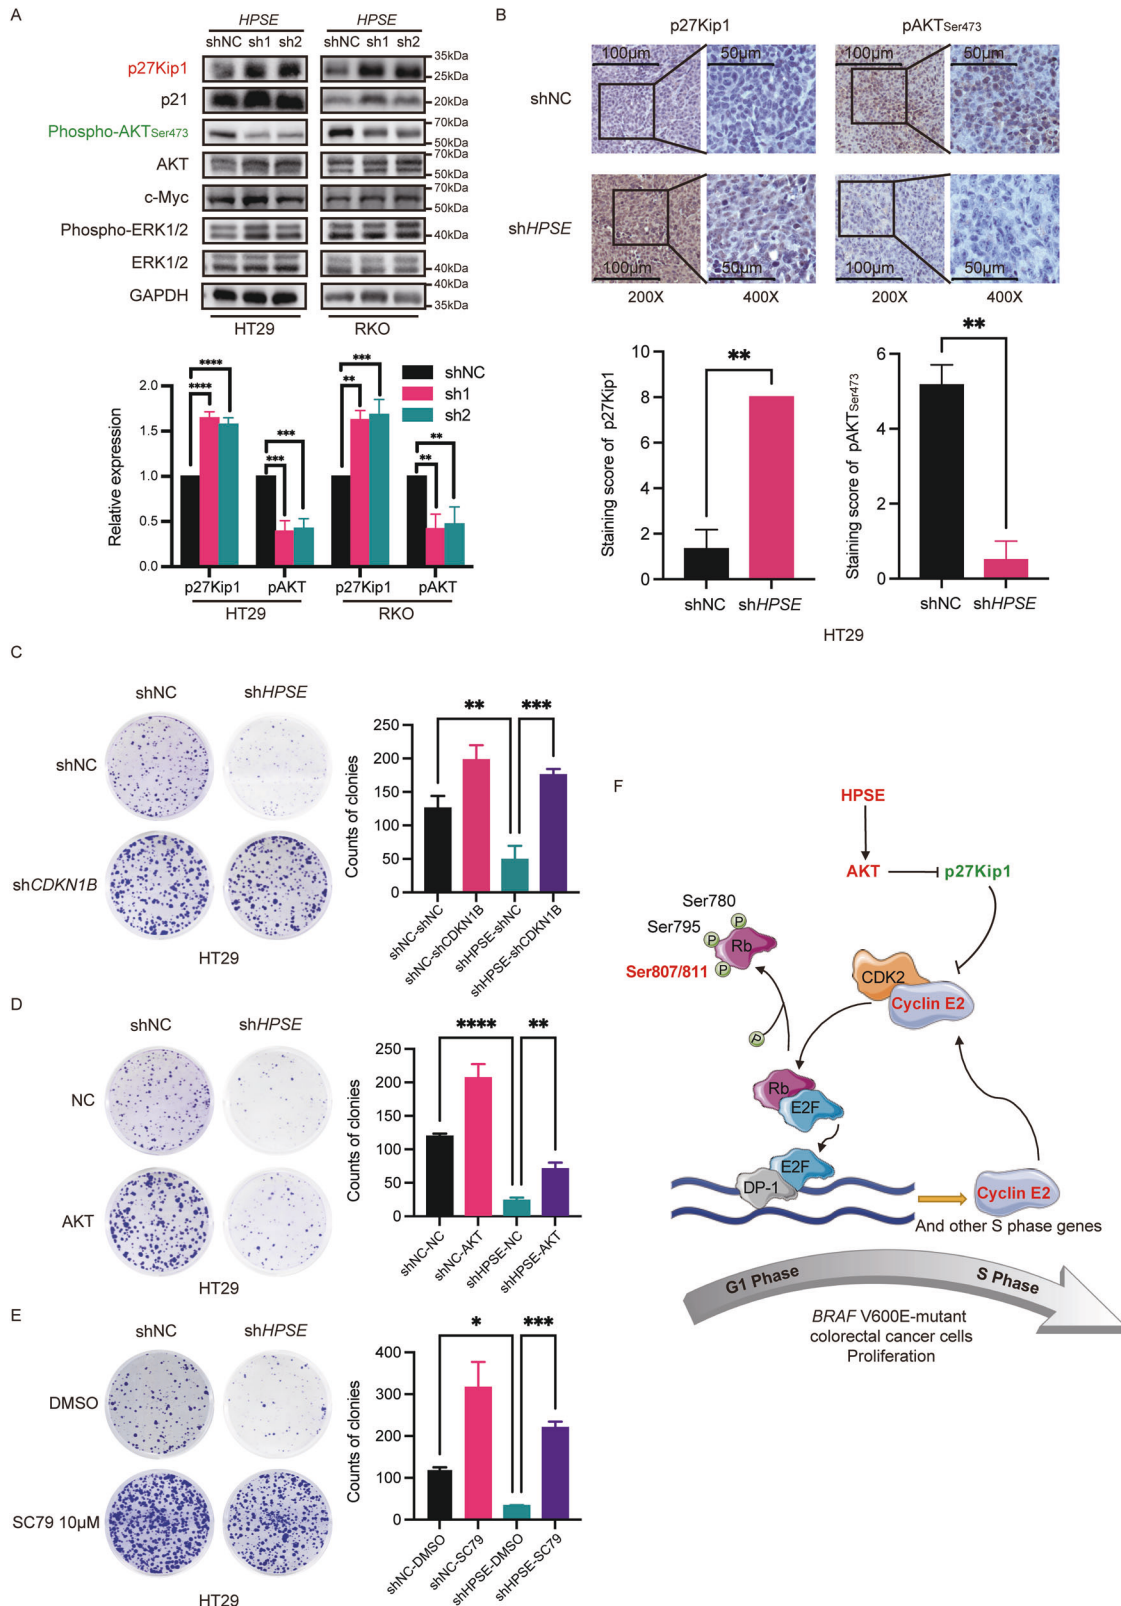 A
HPSE
HPSE
shNC sh1 sh2
shNC sh1 sh2
p27Kip1
35kDa
25kDa
p21
20kDa
Phospho-AKTSer473
70kDa
50kDa
AKT
70kDa
50kDa
c-Myc
70kDa
50kDa
Phospho-ERK1/2
40kDa
ERK1/2
40kDa
GAPDH
40kDa
35kDa
HT29
RKO
Relative expression
2.0
1.5
1.0
0.5
0.0
****
****
***
***
***
**
**
**
shNC
sh1
sh2
p27Kip1
pAKT
p27Kip1
pAKT
HT29
RKO
B
p27Kip1
pAKTSer473
shNC
100μm
50μm
100μm
50μm
shHPSE
100μm
50μm
100μm
50μm
200X
400X
200X
400X
Staining score of p27Kip1
10
8
6
4
2
0
**
shNC
shHPSE
Staining score of pAKTSer473
6
4
2
0
**
shNC
shHPSE
HT29
C
shNC
shHPSE
shNC
shCDKN1B
HT29
Counts of clonies
250
200
150
100
50
0
**
***
shNC-shNC
shNC-shCDKN1B
shHPSE-shNC
shHPSE-shCDKN1B
D
shNC
shHPSE
NC
AKT
HT29
Counts of clonies
250
200
150
100
50
0
****
**
shNC-NC
shNC-AKT
shHPSE-NC
shHPSE-AKT
E
shNC
shHPSE
DMSO
SC79 10μM
HT29
Counts of clonies
400
300
200
100
0
*
***
shNC-DMSO
shNC-SC79
shHPSE-DMSO
shHPSE-SC79
F
HPSE
AKT
p27Kip1
Ser780
Ser795
P
P
Rb
Ser807/811
P
CDK2
Cyclin E2
P
Rb
E2F
E2F
DP-1
Cyclin E2
And other S phase genes
G1 Phase
S Phase
BRAF V600E-mutant
colorectal cancer cells
Proliferation